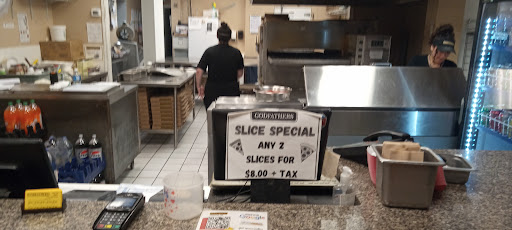 GODFATHERS
SLICE SPECIAL
ANY 2
SLICES FOR
$8.00 + TAX